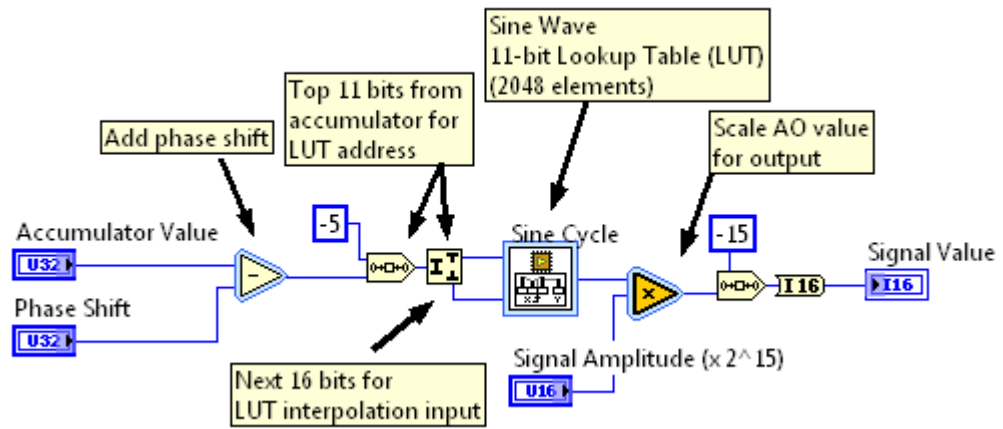 Sine Wave
11-bit Lookup Table (LUT)
(2048 elements)
Top 11 bits from
accumulator for
LUT address
Add phase shift
Scale AO value
for output
-5
-15
Accumulator Value
U32
Sine Cycle
Signal Value
I16
I16
Phase Shift
U32
Next 16 bits for
LUT interpolation input
Signal Amplitude (x 2^15)
U16